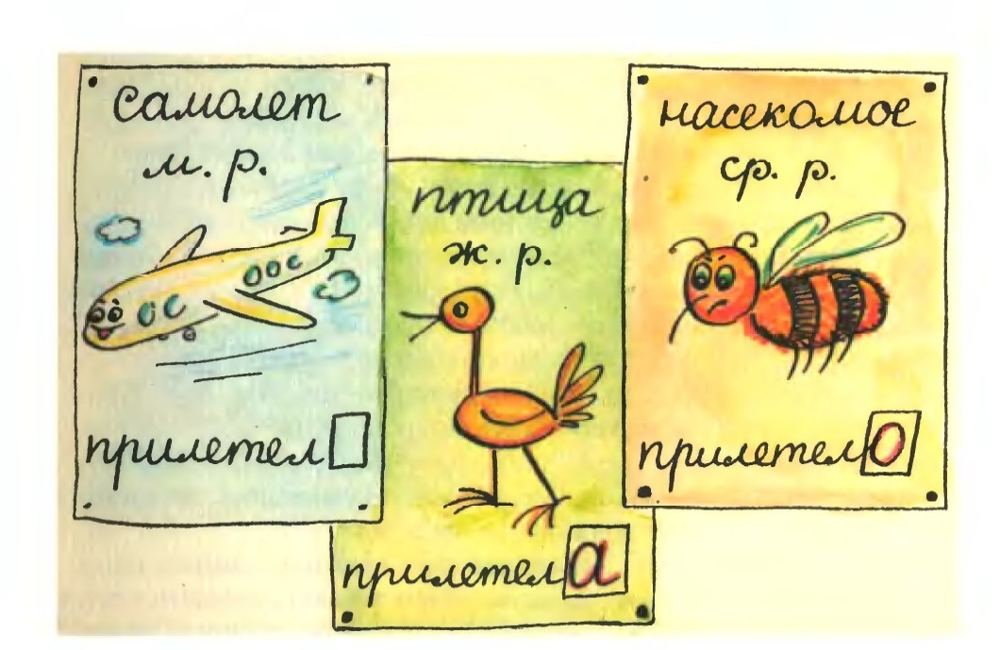 самолет
м. р.
прилетел
птица
ж. р.
прилетела
насекомое
ср. р.
прилетело